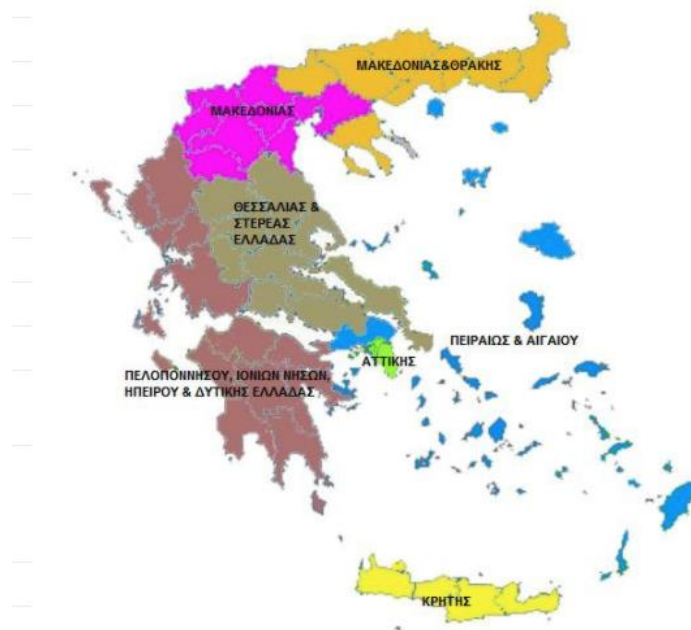 ΜΑΚΕΔΟΝΙΑΣ&ΘΡΑΚΗΣ
ΜΑΚΕΔΟΝΙΑΣ
ΘΕΣΣΑΛΙΑΣ &
ΣΤΕΡΕΑΣ
ΕΛΛΑΔΑΣ
ΠΕΙΡΑΙΩΣ & ΑΙΓΑΙΟΥ
ΑΤΤΙΚΗΣ
ΠΕΛΟΠΟΝΝΗΣΟΥ, ΙΟΝΙΩΝ ΝΗΣΩΝ,
ΗΠΕΙΡΟΥ & ΔΥΤΙΚΗΣ ΕΛΛΑΔΑΣ
ΚΡΗΤΗΣ